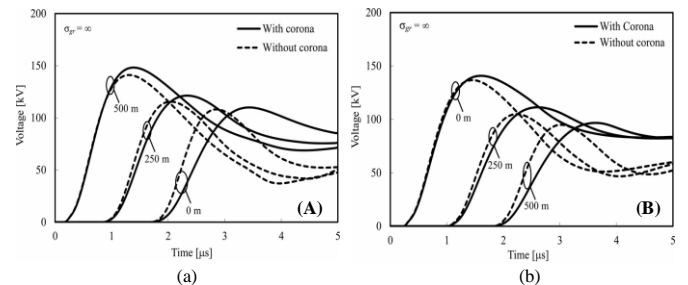 200
150
100
50
0
Voltage [kV]
σgr = ∞
With corona
Without corona
500 m
250 m
0 m
(A)
0 1 2 3 4 5
Time [μs]
(a)
200
150
100
50
0
Voltage [kV]
σgr = ∞
With Corona
Without corona
0 m
250 m
500 m
(B)
0 1 2 3 4 5
Time [μs]
(b)